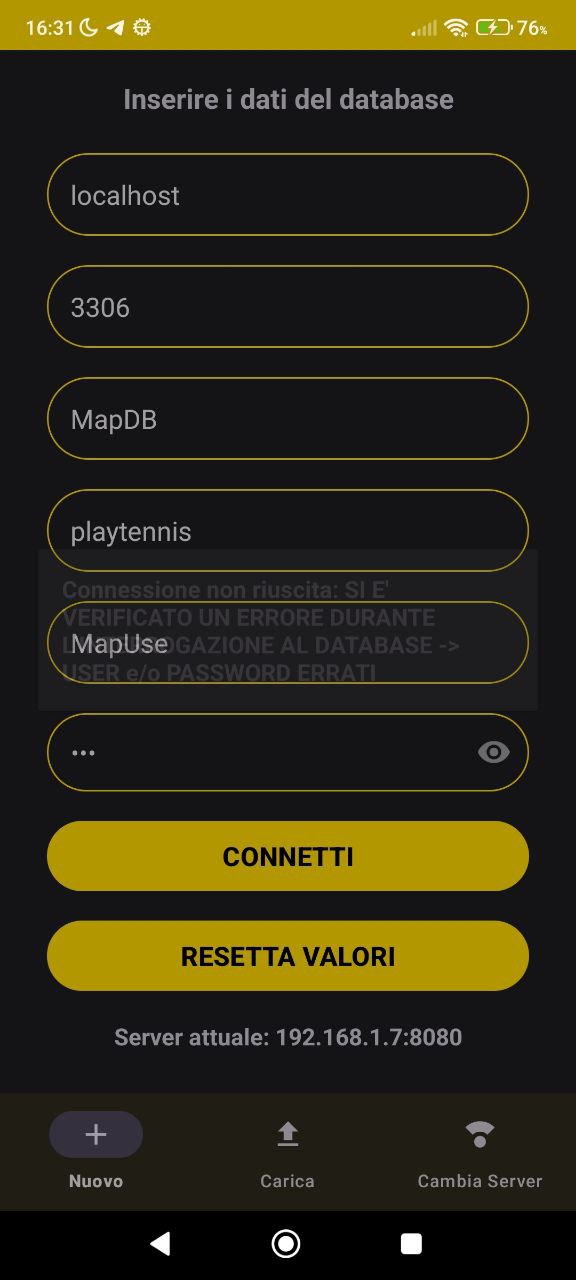 16:31 76%
Inserire i dati del database
localhost
3306
MapDB
playtennis
Connessione non riuscita: SI E'
VERIFICATO UN ERRORE DURANTE
L'INTERROGAZIONE AL DATABASE ->
MapUse
USER e/o PASSWORD ERRATI
•••
CONNETTI
RESETTA VALORI
Server attuale: 192.168.1.7:8080
Nuovo Carica Cambia Server